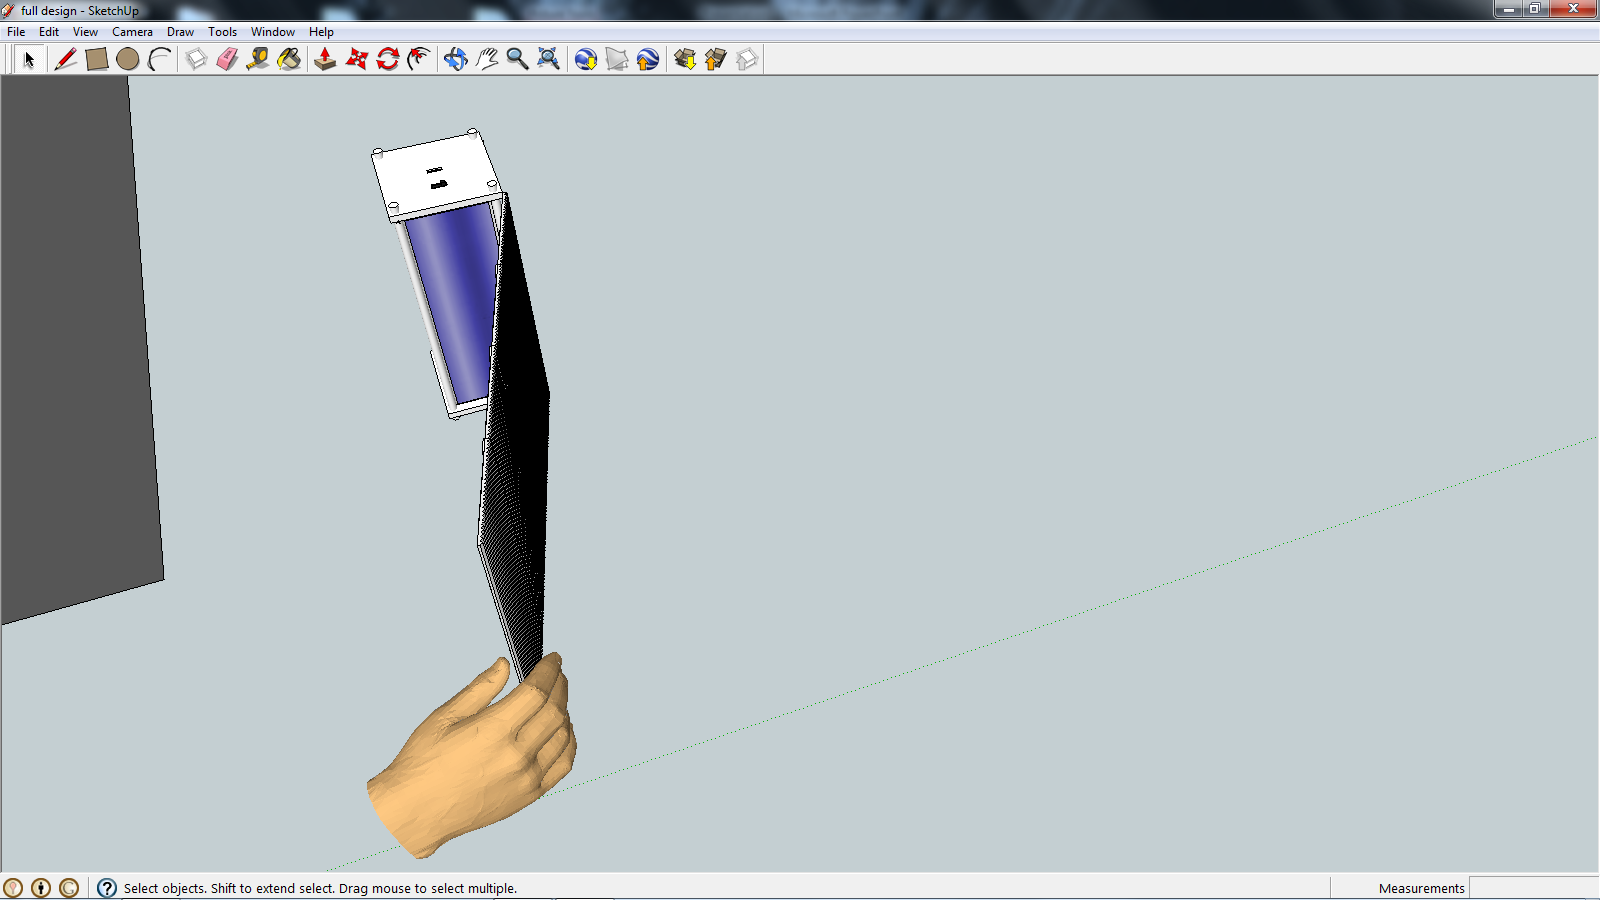 full design - SketchUp
File Edit View Camera Draw Tools Window Help
Select objects. Shift to extend select. Drag mouse to select multiple.
Measurements